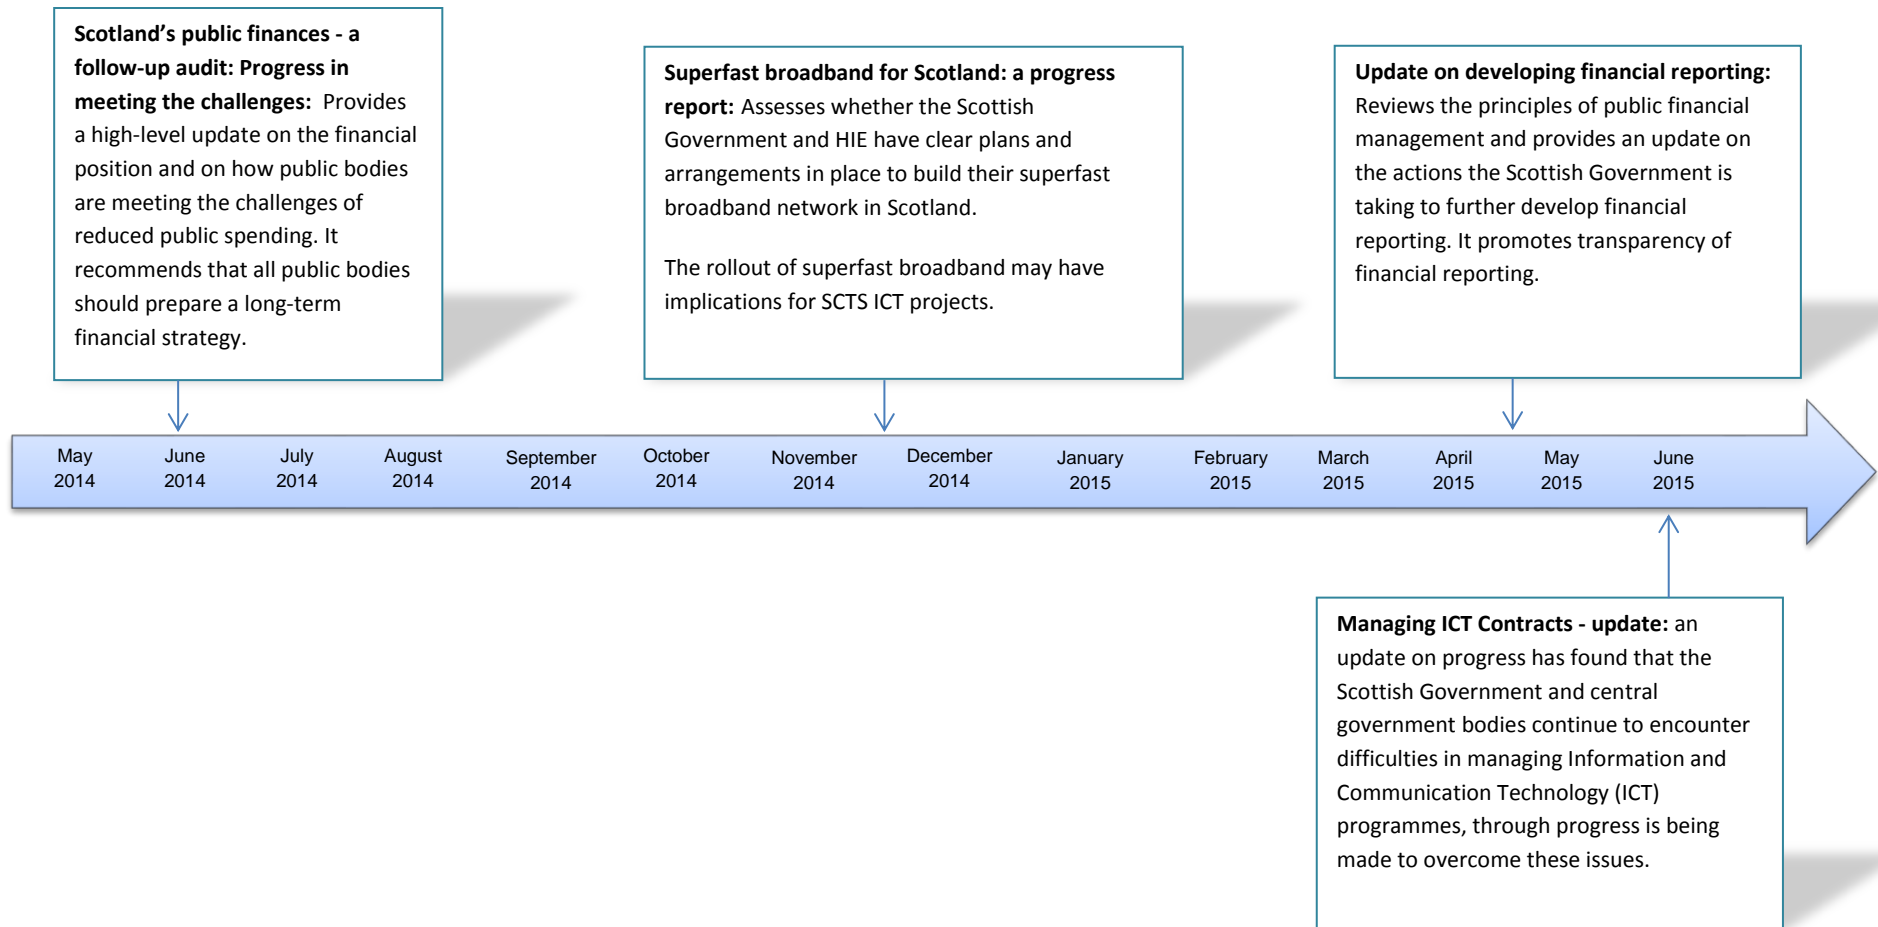 Scotland’s public finances - a
follow-up audit: Progress in
meeting the challenges: Provides
a high-level update on the financial
position and on how public bodies
are meeting the challenges of
reduced public spending. It
recommends that all public bodies
should prepare a long-term
financial strategy.
Superfast broadband for Scotland: a progress
report: Assesses whether the Scottish
Government and HIE have clear plans and
arrangements in place to build their superfast
broadband network in Scotland.
The rollout of superfast broadband may have
implications for SCTS ICT projects.
Update on developing financial reporting:
Reviews the principles of public financial
management and provides an update on
the actions the Scottish Government is
taking to further develop financial
reporting. It promotes transparency of
financial reporting.
May
2014
June
2014
July
2014
August
2014
September
2014
October
2014
November
2014
December
2014
January
2015
February
2015
March
2015
April
2015
May
2015
June
2015
Managing ICT Contracts - update: an
update on progress has found that the
Scottish Government and central
government bodies continue to encounter
difficulties in managing Information and
Communication Technology (ICT)
programmes, through progress is being
made to overcome these issues.